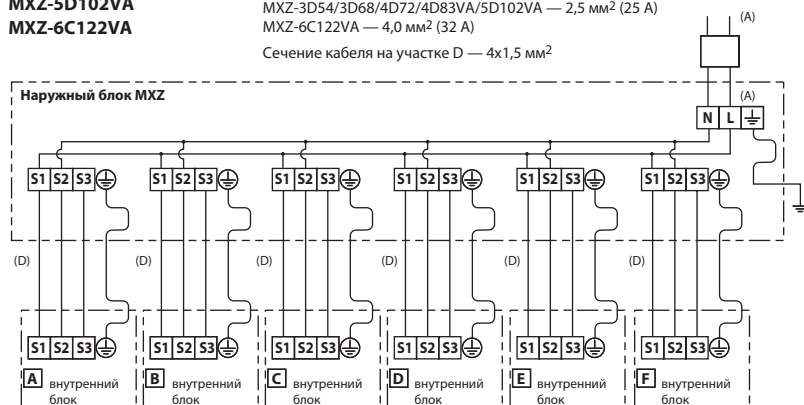 MXZ-5D102VA
MXZ-6C122VA
MXZ-3D54/3D68/4D72/4D83VA/5D102VA — 2,5 мм2 (25 А)
MXZ-6C122VA — 4,0 мм2 (32 А)
Сечение кабеля на участке D — 4x1,5 мм2
(A)
Наружный блок MXZ
(A)
N L
S1 S2 S3 S1 S2 S3 S1 S2 S3 S1 S2 S3 S1 S2 S3 S1 S2 S3
(D) (D) (D) (D) (D) (D)
S1 S2 S3 S1 S2 S3 S1 S2 S3 S1 S2 S3 S1 S2 S3 S1 S2 S3
A внутренний B внутренний C внутренний D внутренний E внутренний F внутренний
блок блок блок блок блок блок